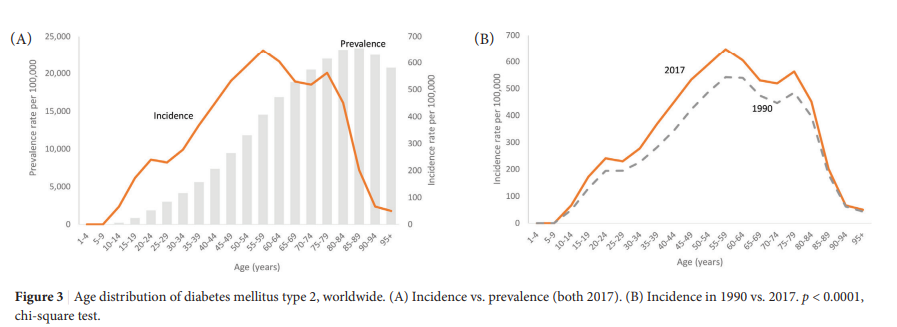 (A)
Prevalence rate per 100,000
25,000
20,000
15,000
10,000
5,000
0
Incidence
Prevalence
700
600
500
400
300
200
100
0
Incidence rate per 100,000
1-4 5-9 10-14 15-19 20-24 25-29 30-34 35-39 40-44 45-49 50-54 55-59 60-64 65-69 70-74 75-79 80-84 85-89 90-94 95+
Age (years)
(B)
Incidence rate per 100,000
700
600
500
400
300
200
100
0
2017
1990
1-4 5-9 10-14 15-19 20-24 25-29 30-34 35-39 40-44 45-49 50-54 55-59 60-64 65-69 70-74 75-79 80-84 85-89 90-94 95+
Age (years)
Figure 3 | Age distribution of diabetes mellitus type 2, worldwide. (A) Incidence vs. prevalence (both 2017). (B) Incidence in 1990 vs. 2017. p < 0.0001,
chi-square test.